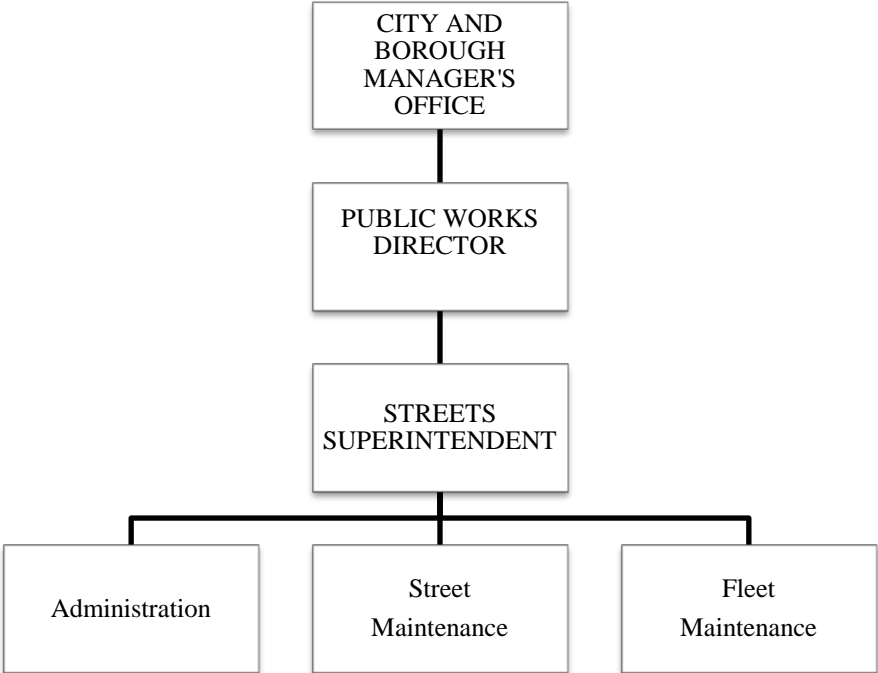 CITY AND
BOROUGH
MANAGER'S
OFFICE
PUBLIC WORKS
DIRECTOR
STREETS
SUPERINTENDENT
Administration
Street
Maintenance
Fleet
Maintenance